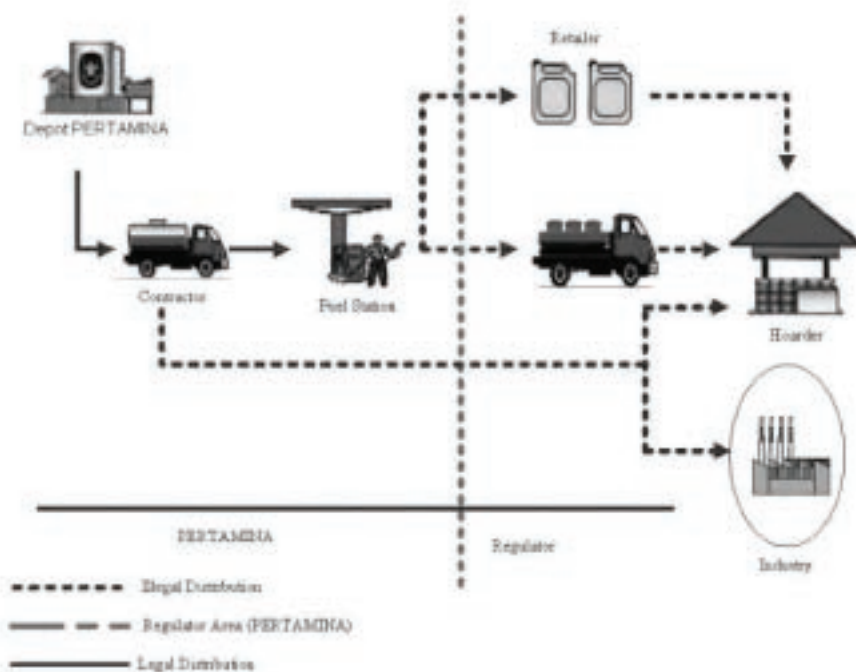 Retailer
Depot PERTAMINA
Contractor
Fuel Station
Hoarder
PERTAMINA
Regulator
Industry
Illegal Distribution
Regulator Area (PERTAMINA)
Legal Distribution